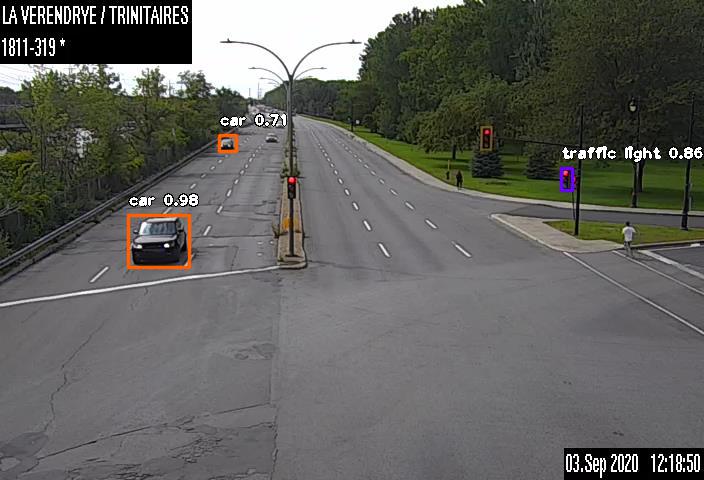 LA VERENDRYE / TRINITAIRES
1811-319 *
car 0.71
traffic light 0.86
car 0.98
03.Sep 2020 12:18:50